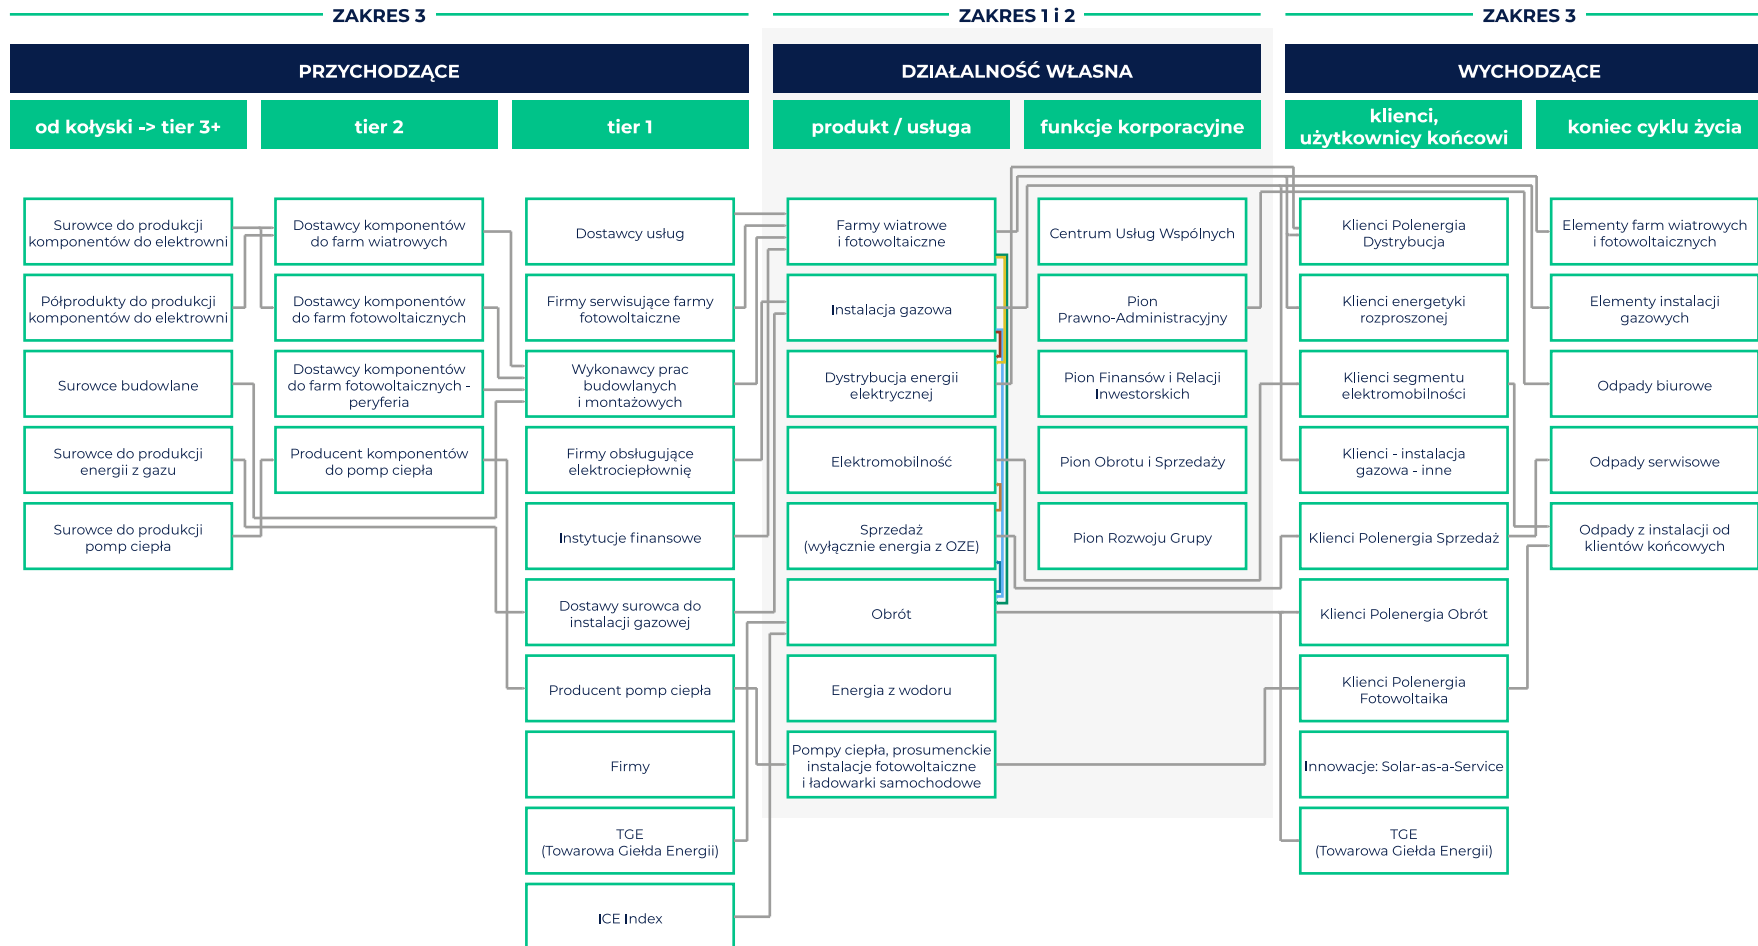 ZAKRES 3
ZAKRES 1 i 2
ZAKRES 3
PRZYCHODZĄCE
DZIAŁALNOŚĆ WŁASNA
WYCHODZĄCE
od kołyski -> tier 3+
tier 2
tier 1
produkt / usługa
funkcje korporacyjne
klienci,
użytkownicy końcowi
koniec cyklu życia
Surowce do produkcji
komponentów do elektrowni
Półprodukty do produkcji
komponentów do elektrowni
Surowce budowlane
Surowce do produkcji
energii z gazu
Surowce do produkcji
pomp ciepła
Dostawcy komponentów
do farm wiatrowych
Dostawcy komponentów
do farm fotowoltaicznych
Dostawcy komponentów
do farm fotowoltaicznych -
peryferia
Producent komponentów
do pomp ciepła
Dostawcy usług
Firmy serwisujące farmy
fotowoltaiczne
Wykonawcy prac
budowlanych
i montażowych
Firmy obsługujące
elektrociepłownię
Instytucje finansowe
Dostawy surowca do
instalacji gazowej
Producent pomp ciepła
Firmy
TGE
(Towarowa Giełda Energii)
ICE Index
Farmy wiatrowe
i fotowoltaiczne
Instalacja gazowa
Dystrybucja energii
elektrycznej
Elektromobilność
Sprzedaż
(wyłącznie energia z OZE)
Obrót
Energia z wodoru
Pompy ciepła, prosumenckie
instalacje fotowoltaiczne
i ładowarki samochodowe
Centrum Usług Wspólnych
Pion
Prawno-Administracyjny
Pion Finansów i Relacji
Inwestorskich
Pion Obrotu i Sprzedaży
Pion Rozwoju Grupy
Klienci Polenergia
Dystrybucja
Klienci energetyki
rozproszonej
Klienci segmentu
elektromobilności
Klienci - instalacja
gazowa - inne
Klienci Polenergia Sprzedaż
Klienci Polenergia Obrót
Klienci Polenergia
Fotowoltaika
Innowacje: Solar-as-a-Service
TGE
(Towarowa Giełda Energii)
Elementy farm wiatrowych
i fotowoltaicznych
Elementy instalacji
gazowych
Odpady biurowe
Odpady serwisowe
Odpady z instalacji od
klientów końcowych